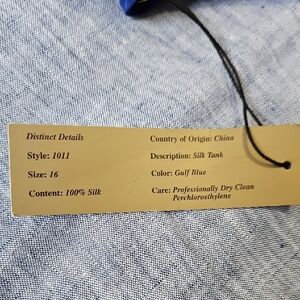 Distinct Details
Style: 1011
Size: 16
Content: 100% Silk
Country of Origin: China
Description: Silk Tank
Color: Gulf Blue
Care: Professionally Dry Clean
Perchloroethylene